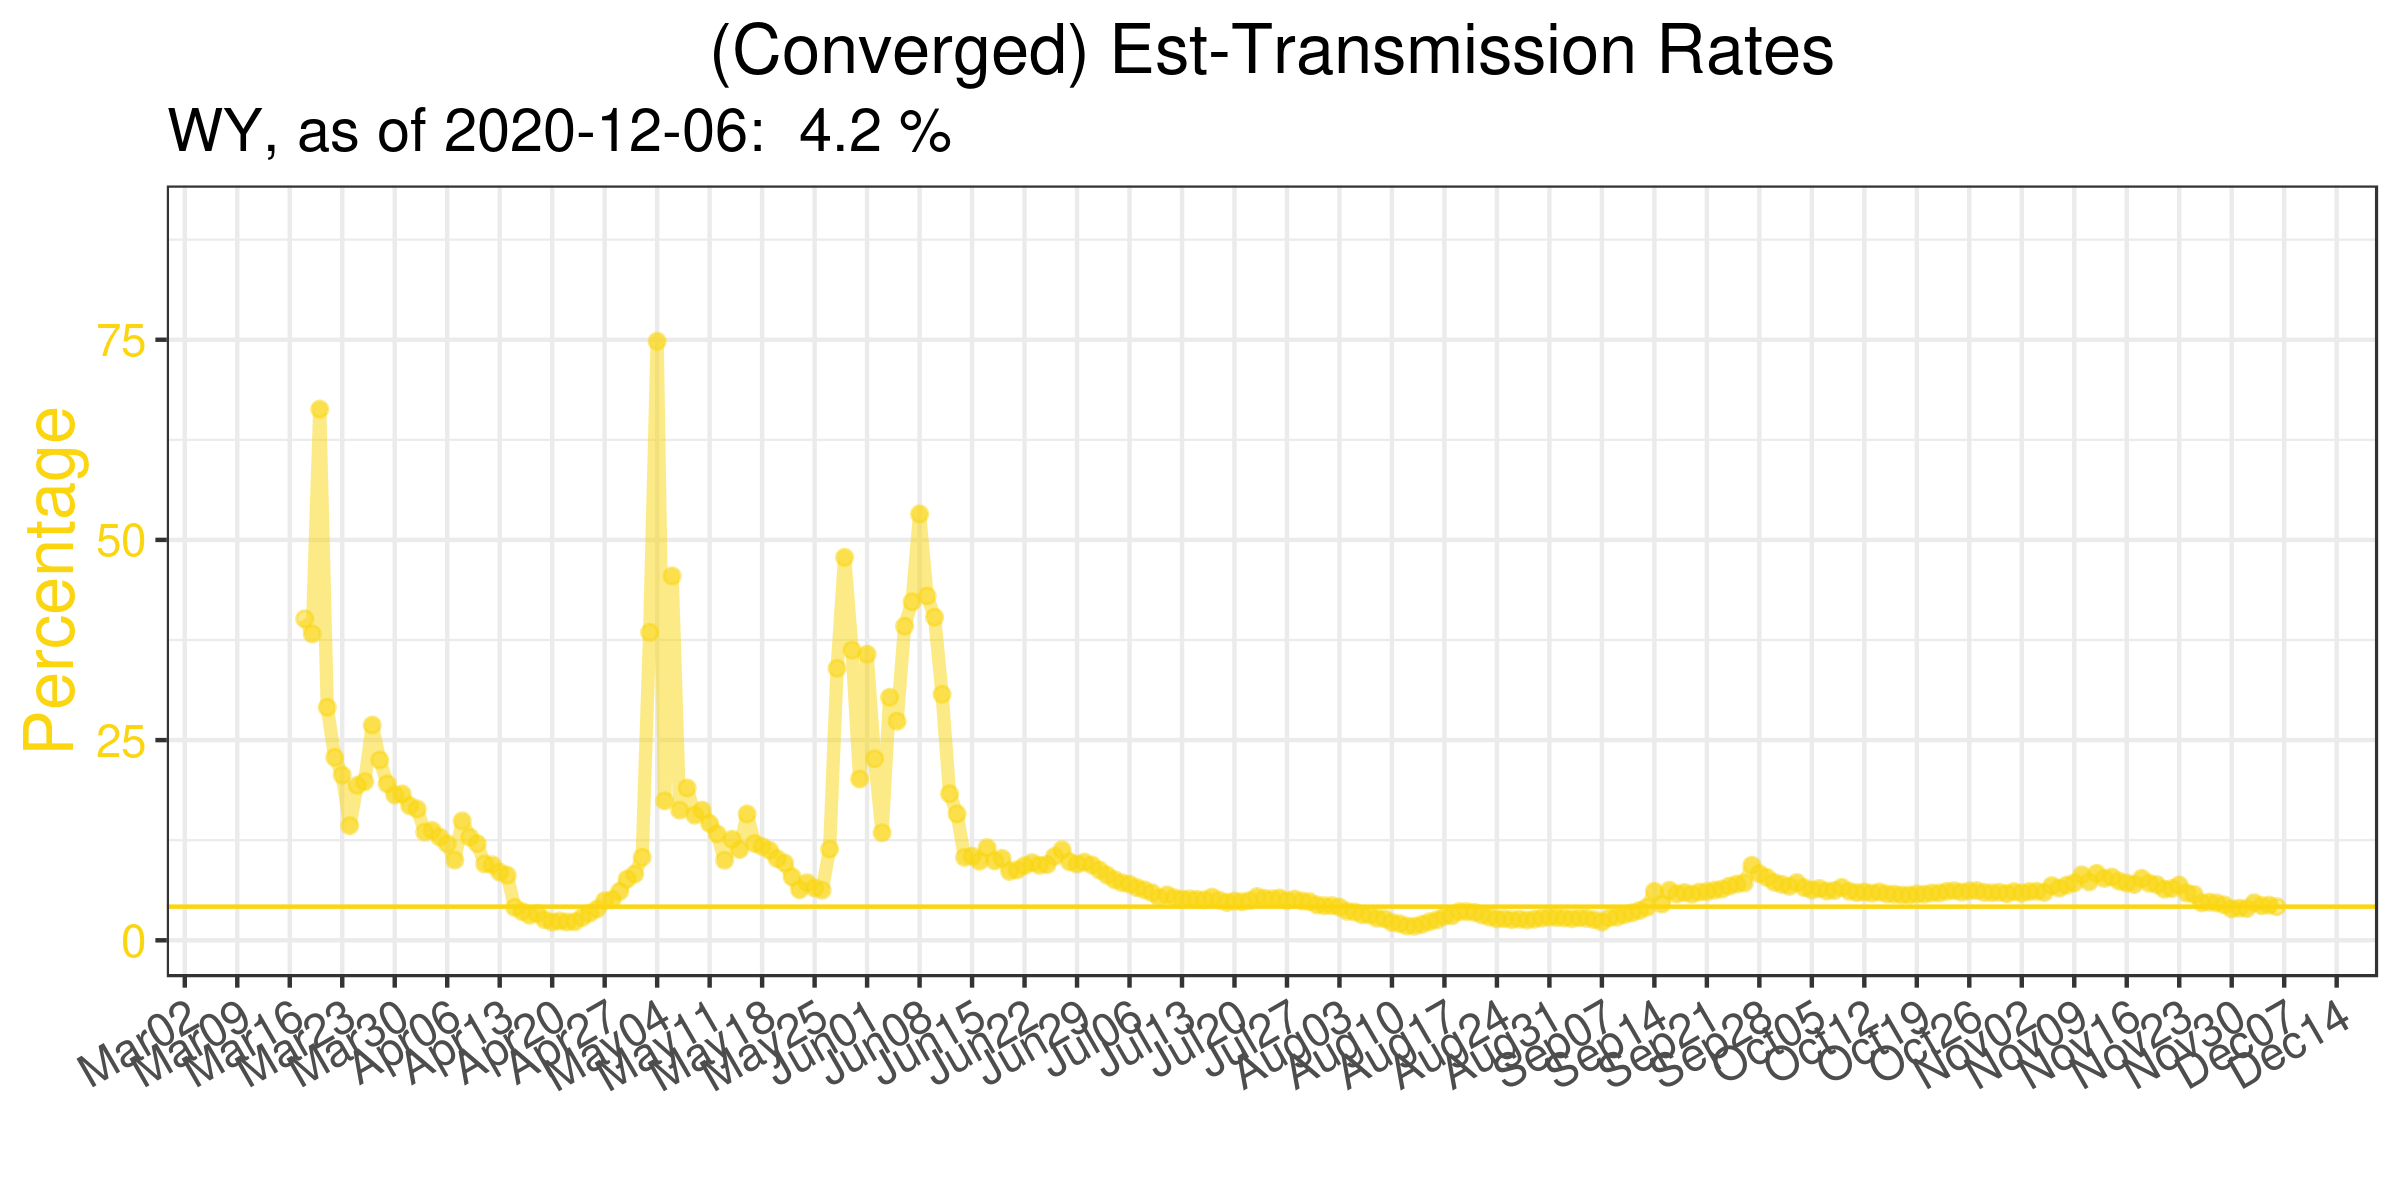 (Converged) Est-Transmission Rates
WY, as of 2020-12-06:  4.2 %
Percentage
75
50
25
0
Mar02
Mar09
Mar16
Mar23
Mar30
Apr06
Apr13
Apr20
Apr27
May04
May11
May18
May25
Jun01
Jun08
Jun15
Jun22
Jun29
Jul06
Jul13
Jul20
Jul27
Aug03
Aug10
Aug17
Aug24
Aug31
Sep07
Sep14
Sep21
Sep28
Oct05
Oct12
Oct19
Oct26
Nov02
Nov09
Nov16
Nov23
Nov30
Dec07
Dec14